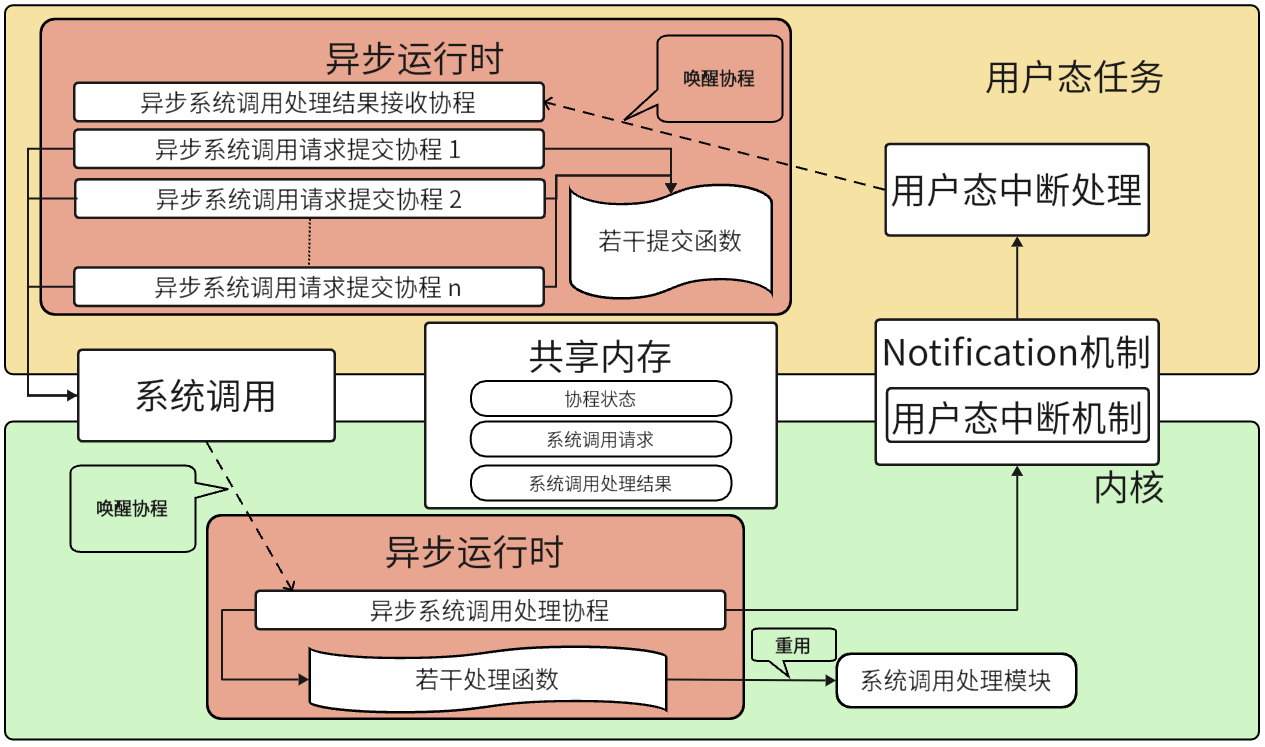 异步运行时
唤醒协程
用户态任务
异步系统调用处理结果接收协程
异步系统调用请求提交协程 1
异步系统调用请求提交协程 2
异步系统调用请求提交协程 n
若干提交函数
用户态中断处理
系统调用
共享内存
协程状态
系统调用请求
系统调用处理结果
Notification机制
用户态中断机制
内核
唤醒协程
异步运行时
异步系统调用处理协程
若干处理函数
重用
系统调用处理模块